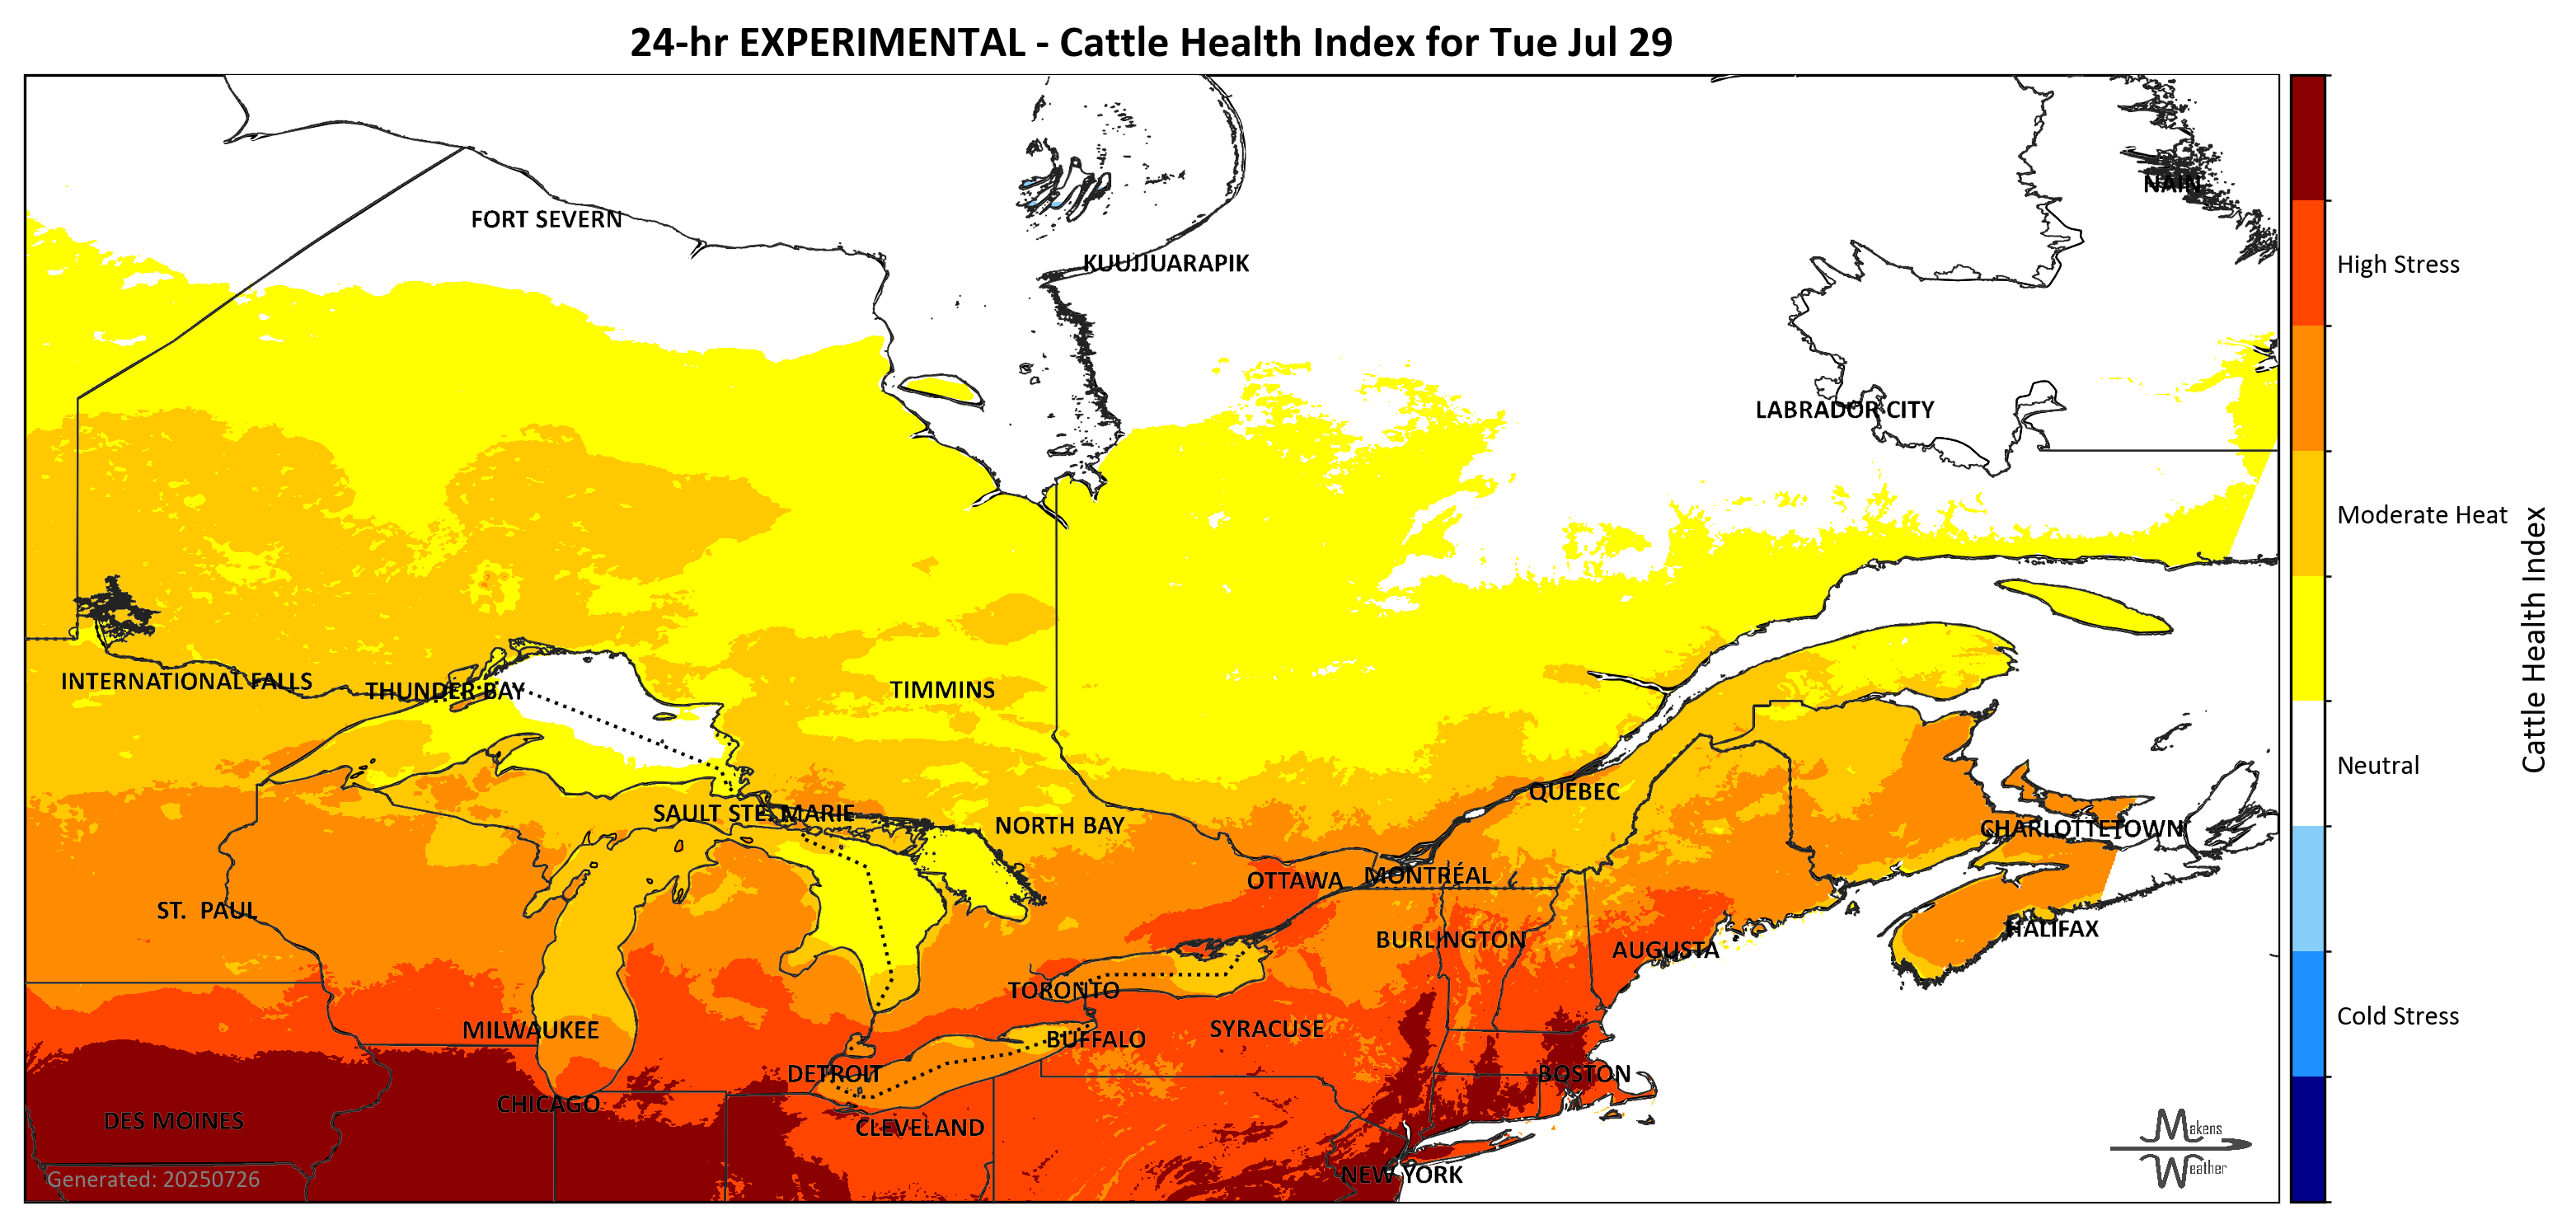 24-hr EXPERIMENTAL - Cattle Health Index for Tue Jul 29
NAIN
FORT SEVERN
KUUJJUARAPIK
High Stress
LABRADOR CITY
Moderate Heat
Cattle Health Index
INTERNATIONAL FALLS
THUNDER BAY
TIMMINS
Neutral
QUEBEC
SAULT STE. MARIE
NORTH BAY
CHARLOTTETOWN
OTTAWA
MONTRÉAL
ST. PAUL
HALIFAX
BURLINGTON
AUGUSTA
TORONTO
Cold Stress
MILWAUKEE
SYRACUSE
BUFFALO
DETROIT
BOSTON
CHICAGO
DES MOINES
CLEVELAND
Makens
Weather
NEW YORK
Generated: 20250726